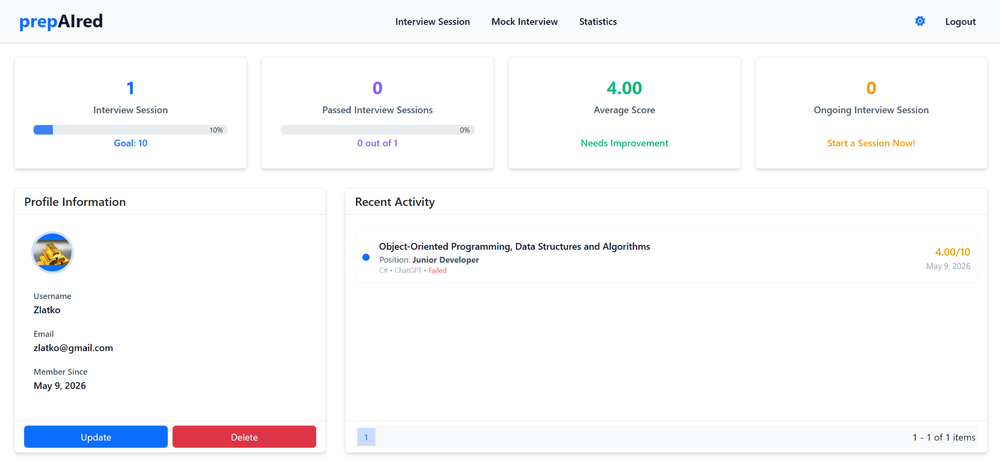 prepAIred
Interview Session
Mock Interview
Statistics
Logout
1
Interview Session
10%
Goal: 10
0
Passed Interview Sessions
0%
0 out of 1
4.00
Average Score
Needs Improvement
0
Ongoing Interview Session
Start a Session Now!
Profile Information
Username
Zlatko
Email
zlatko@gmail.com
Member Since
May 9, 2026
Update
Delete
Recent Activity
Object-Oriented Programming, Data Structures and Algorithms
Position: Junior Developer
C# • ChatGPT • Failed
4.00/10
May 9, 2026
1
1 - 1 of 1 items